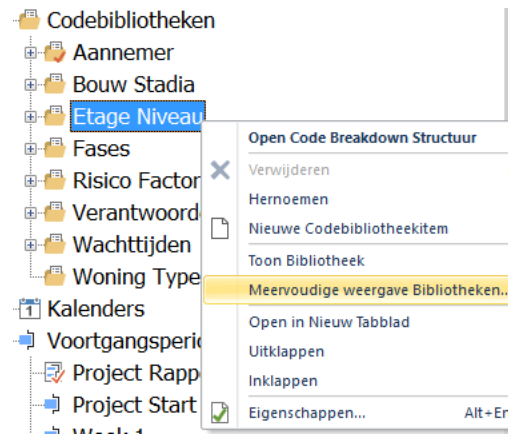 Codebibliotheken
Aannemer
Bouw Stadia
Etage Niveau
Open Code Breakdown Structuur
Fases
Verwijderen
Risico Factor
Hernoemen
Verantwoord
Nieuwe Codebibliotheekitem
Wachttijden
Toon Bibliotheek
Woning Type
Meervoudige weergave Bibliotheken...
1 Kalenders
Open in Nieuw Tabblad
Voortgangsperio
Uitklappen
Project Rapp
Inklappen
Project Start
Eigenschappen... Alt+En